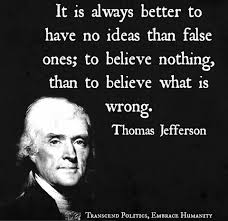 It is always better to
have no ideas than false
ones; to believe nothing,
than to believe what is
wrong.
Thomas Jefferson
Transcend Politics, Embrace Humanity